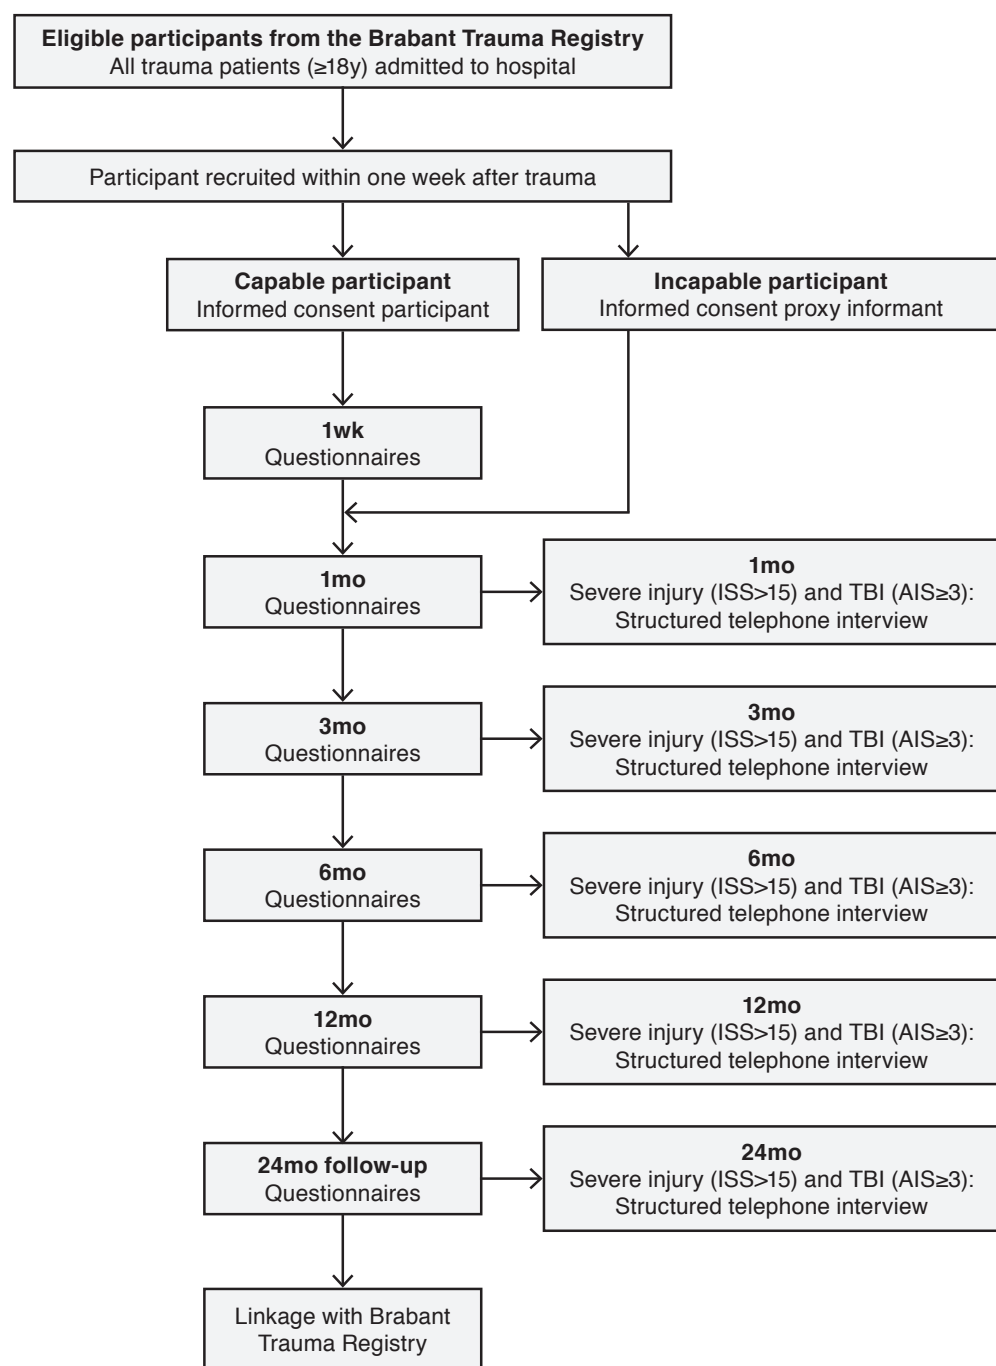 Eligible participants from the Brabant Trauma Registry
All trauma patients (≥18y) admitted to hospital
Participant recruited within one week after trauma
Capable participant
Informed consent participant
Incapable participant
Informed consent proxy informant
1wk
Questionnaires
1mo
Questionnaires
1mo
Severe injury (ISS>15) and TBI (AIS≥3):
Structured telephone interview
3mo
Questionnaires
3mo
Severe injury (ISS>15) and TBI (AIS≥3):
Structured telephone interview
6mo
Questionnaires
6mo
Severe injury (ISS>15) and TBI (AIS≥3):
Structured telephone interview
12mo
Questionnaires
12mo
Severe injury (ISS>15) and TBI (AIS≥3):
Structured telephone interview
24mo follow-up
Questionnaires
24mo
Severe injury (ISS>15) and TBI (AIS≥3):
Structured telephone interview
Linkage with Brabant
Trauma Registry